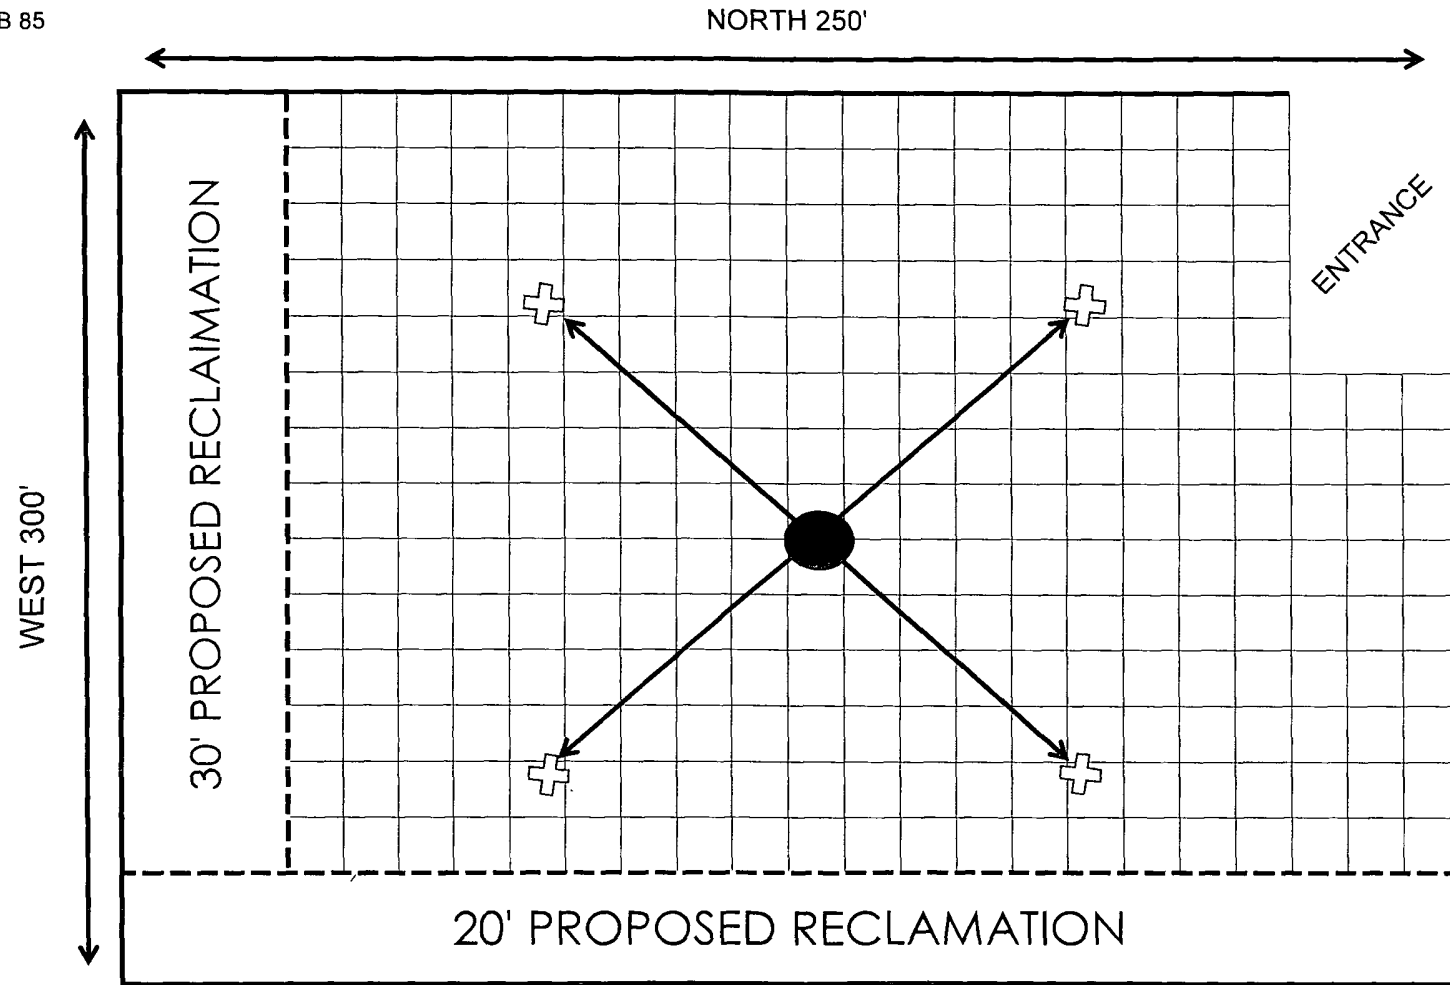 B 85
NORTH 250'
ENTRANCE
WEST 300'
30' PROPOSED RECLAIMATION
20' PROPOSED RECLAMATION